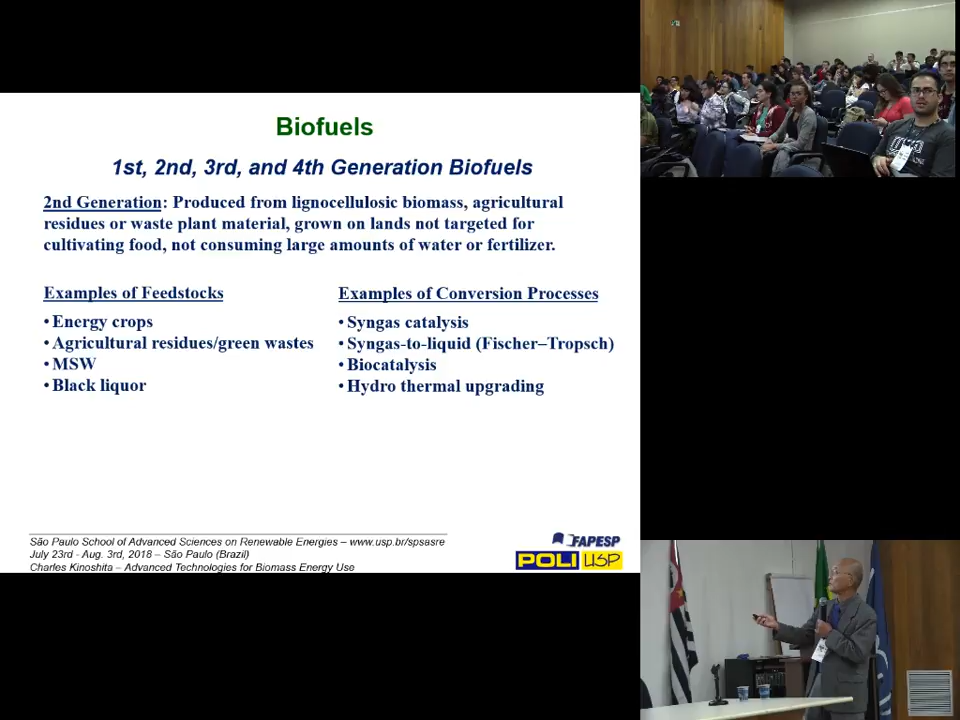 Biofuels
1st, 2nd, 3rd, and 4th Generation Biofuels
2nd Generation: Produced from lignocellulosic biomass, agricultural
residues or waste plant material, grown on lands not targeted for
cultivating food, not consuming large amounts of water or fertilizer.
Examples of Feedstocks
• Energy crops
• Agricultural residues/green wastes
• MSW
• Black liquor
Examples of Conversion Processes
• Syngas catalysis
• Syngas-to-liquid (Fischer–Tropsch)
• Biocatalysis
• Hydro thermal upgrading
São Paulo School of Advanced Sciences on Renewable Energies – www.usp.br/spsasre
July 23rd - Aug. 3rd, 2018 – São Paulo (Brazil)
Charles Kinoshita – Advanced Technologies for Biomass Energy Use
FAPESP
POLI USP